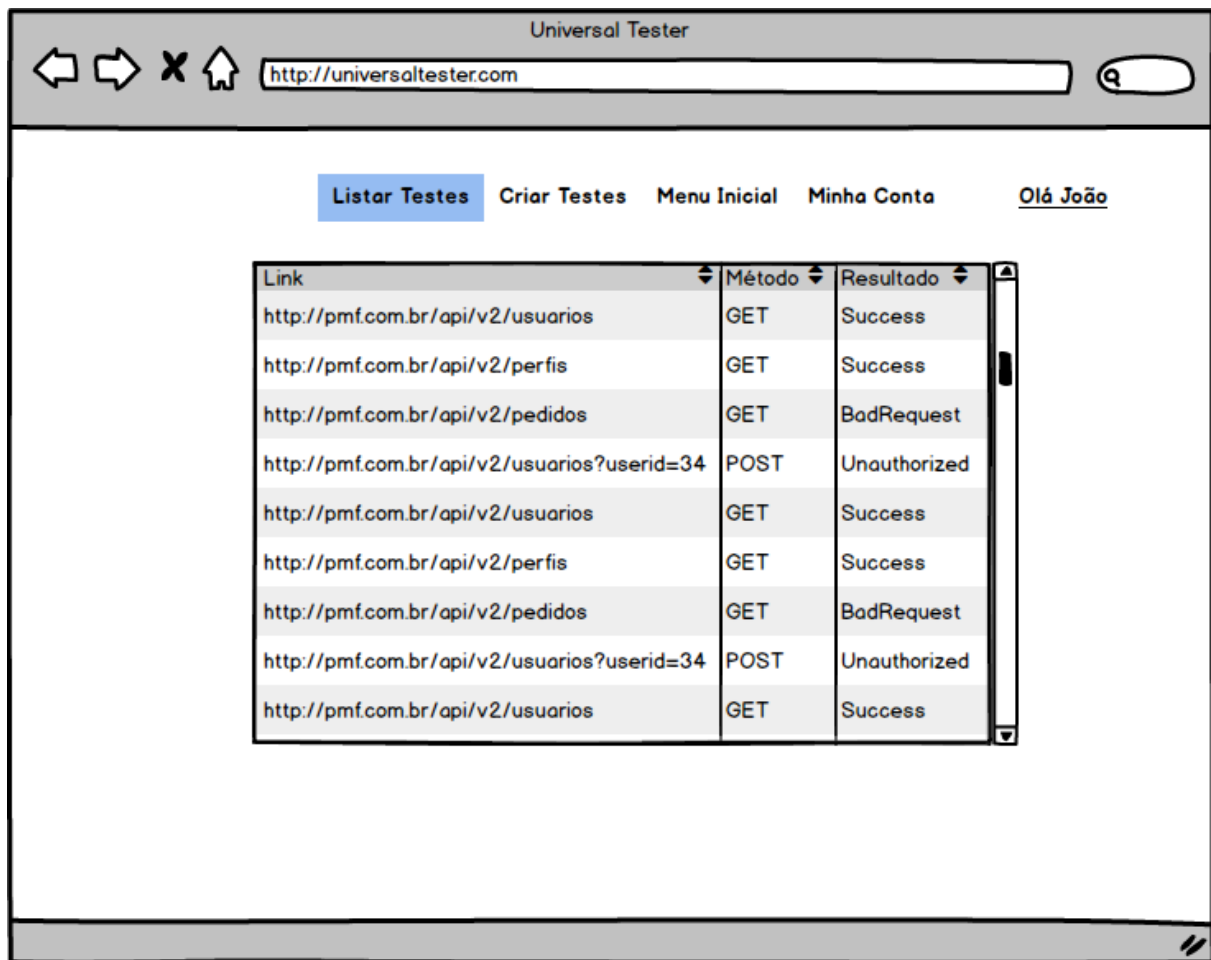 Universal Tester
http://universaltester.com
Listar Testes Criar Testes Menu Inicial Minha Conta Olá João
Link Método Resultado
http://pmf.com.br/api/v2/usuarios GET Success
http://pmf.com.br/api/v2/perfis GET Success
http://pmf.com.br/api/v2/pedidos GET BadRequest
http://pmf.com.br/api/v2/usuarios?userid=34 POST Unauthorized
http://pmf.com.br/api/v2/usuarios GET Success
http://pmf.com.br/api/v2/perfis GET Success
http://pmf.com.br/api/v2/pedidos GET BadRequest
http://pmf.com.br/api/v2/usuarios?userid=34 POST Unauthorized
http://pmf.com.br/api/v2/usuarios GET Success